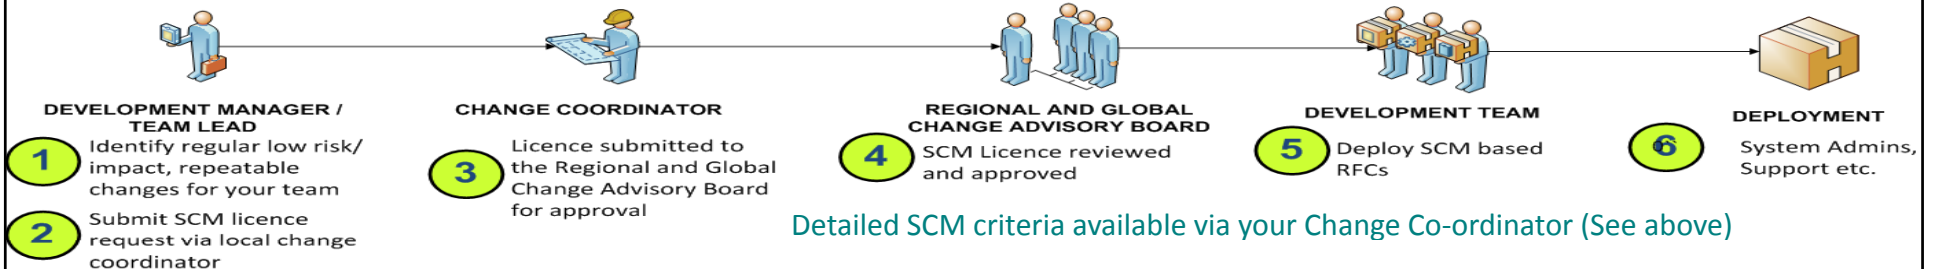 DEVELOPMENT MANAGER /
TEAM LEAD
1
Identify regular low risk/
impact, repeatable
changes for your team
2
Submit SCM licence
request via local change
coordinator
CHANGE COORDINATOR
3
Licence submitted to
the Regional and Global
Change Advisory Board
for approval
REGIONAL AND GLOBAL
CHANGE ADVISORY BOARD
4
SCM Licence reviewed
and approved
DEVELOPMENT TEAM
5
Deploy SCM based
RFCs
DEPLOYMENT
6
System Admins,
Support etc.
Detailed SCM criteria available via your Change Co-ordinator (See above)